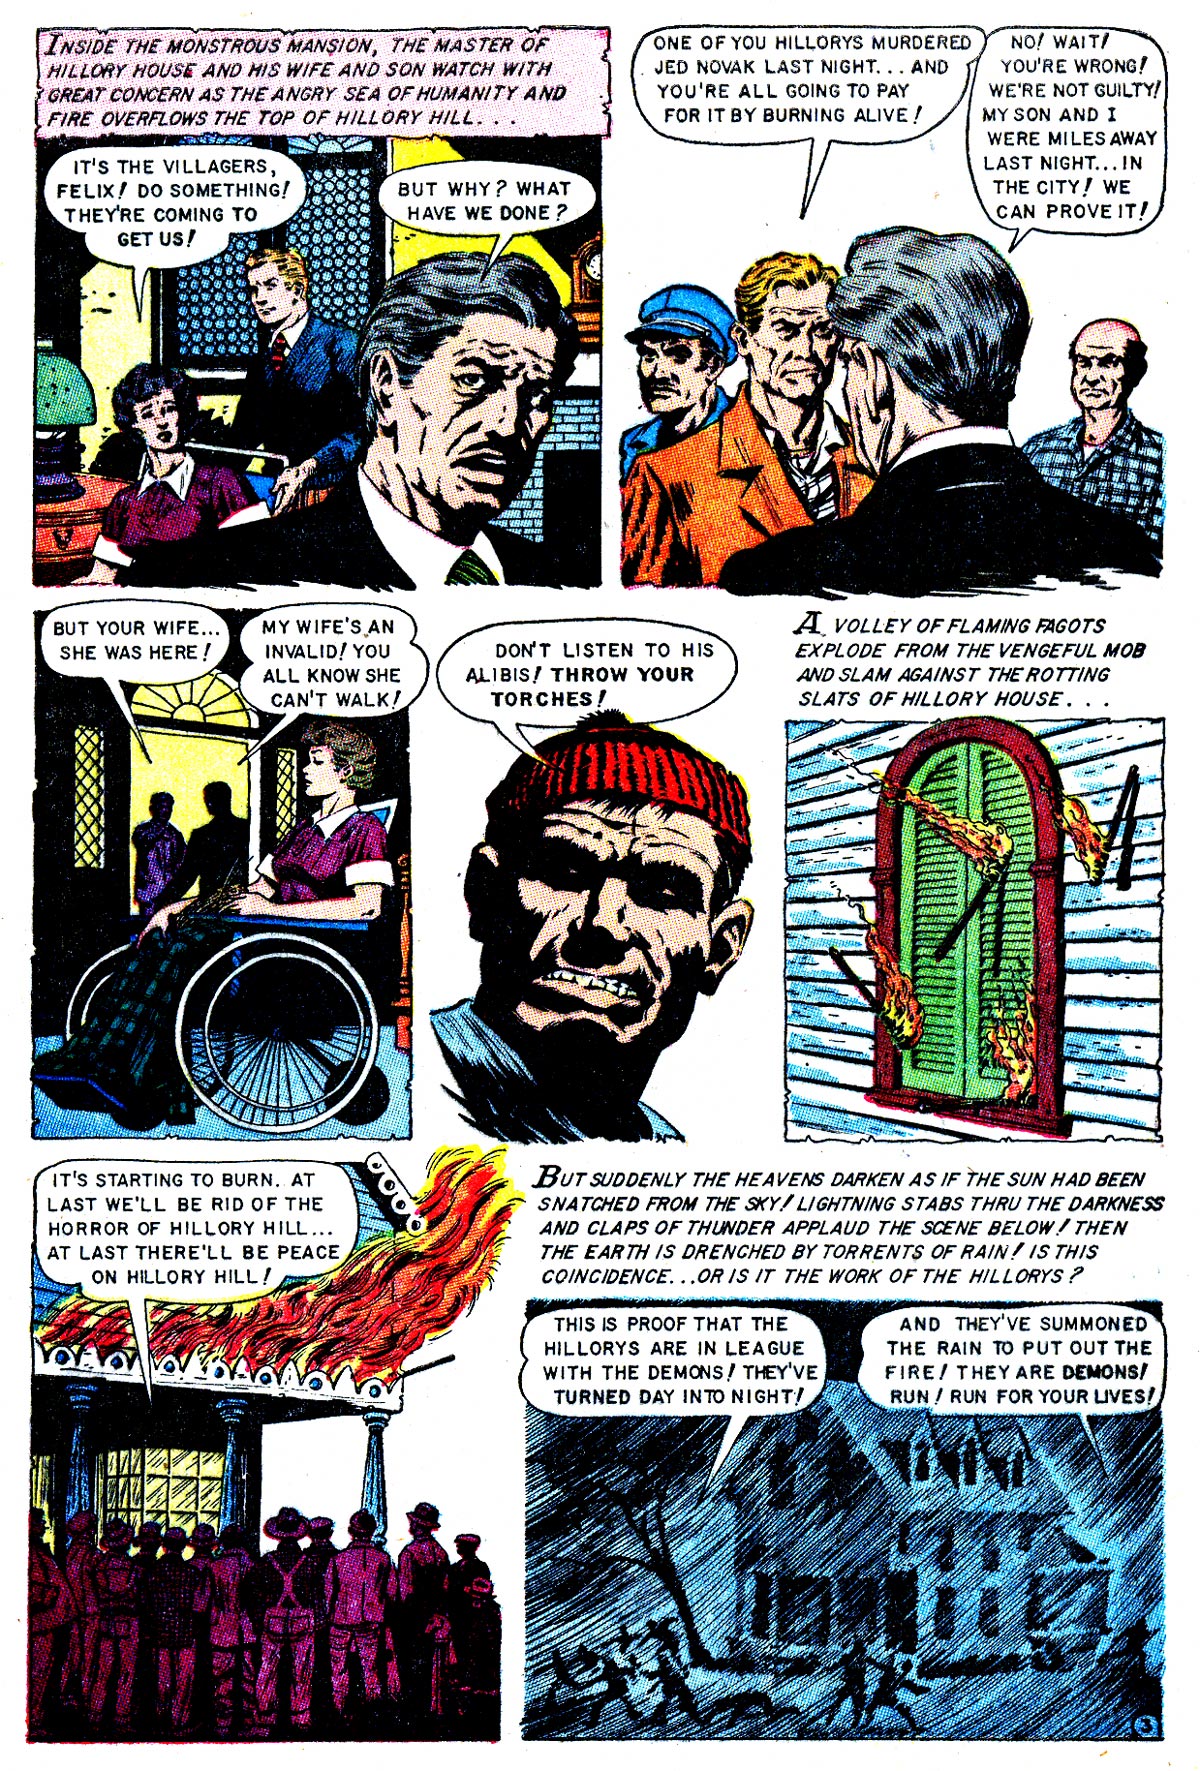 INSIDE THE MONSTROUS MANSION, THE MASTER OF
HILLORY HOUSE AND HIS WIFE AND SON WATCH WITH
GREAT CONCERN AS THE ANGRY SEA OF HUMANITY AND
FIRE OVERFLOWS THE TOP OF HILLORY HILL...
IT'S THE VILLAGERS,
FELIX! DO SOMETHING!
THEY'RE COMING TO
GET US!
BUT WHY? WHAT
HAVE WE DONE?
ONE OF YOU HILLORYS MURDERED
JED NOVAK LAST NIGHT... AND
YOU'RE ALL GOING TO PAY
FOR IT BY BURNING ALIVE!
NO! WAIT!
YOU'RE WRONG!
WE'RE NOT GUILTY!
MY SON AND I
WERE MILES AWAY
LAST NIGHT... IN
THE CITY! WE
CAN PROVE IT!
BUT YOUR WIFE...
SHE WAS HERE!
MY WIFE'S AN
INVALID! YOU
ALL KNOW SHE
CAN'T WALK!
DON'T LISTEN TO HIS
ALIBIS! THROW YOUR
TORCHES!
A VOLLEY OF FLAMING FAGOTS
EXPLODE FROM THE VENGEFUL MOB
AND SLAM AGAINST THE ROTTING
SLATS OF HILLORY HOUSE...
IT'S STARTING TO BURN. AT
LAST WE'LL BE RID OF THE
HORROR OF HILLORY HILL...
AT LAST THERE'LL BE PEACE
ON HILLORY HILL!
BUT SUDDENLY THE HEAVENS DARKEN AS IF THE SUN HAD BEEN
SNATCHED FROM THE SKY! LIGHTNING STABS THRU THE DARKNESS
AND CLAPS OF THUNDER APPLAUD THE SCENE BELOW! THEN
THE EARTH IS DRENCHED BY TORRENTS OF RAIN! IS THIS
COINCIDENCE...OR IS IT THE WORK OF THE HILLORYS?
THIS IS PROOF THAT THE
HILLORYS ARE IN LEAGUE
WITH THE DEMONS! THEY'VE
TURNED DAY INTO NIGHT!
AND THEY'VE SUMMONED
THE RAIN TO PUT OUT THE
FIRE! THEY ARE DEMONS!
RUN! RUN FOR YOUR LIVES!
3